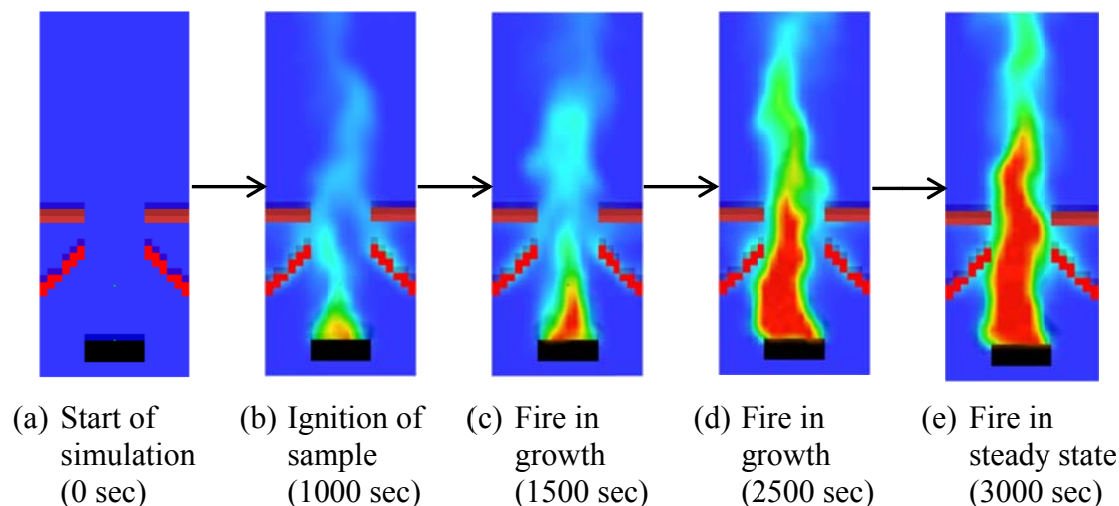 (a) Start of
simulation
(0 sec)
(b) Ignition of
sample
(1000 sec)
(c) Fire in
growth
(1500 sec)
(d) Fire in
growth
(2500 sec)
(e) Fire in
steady state
(3000 sec)